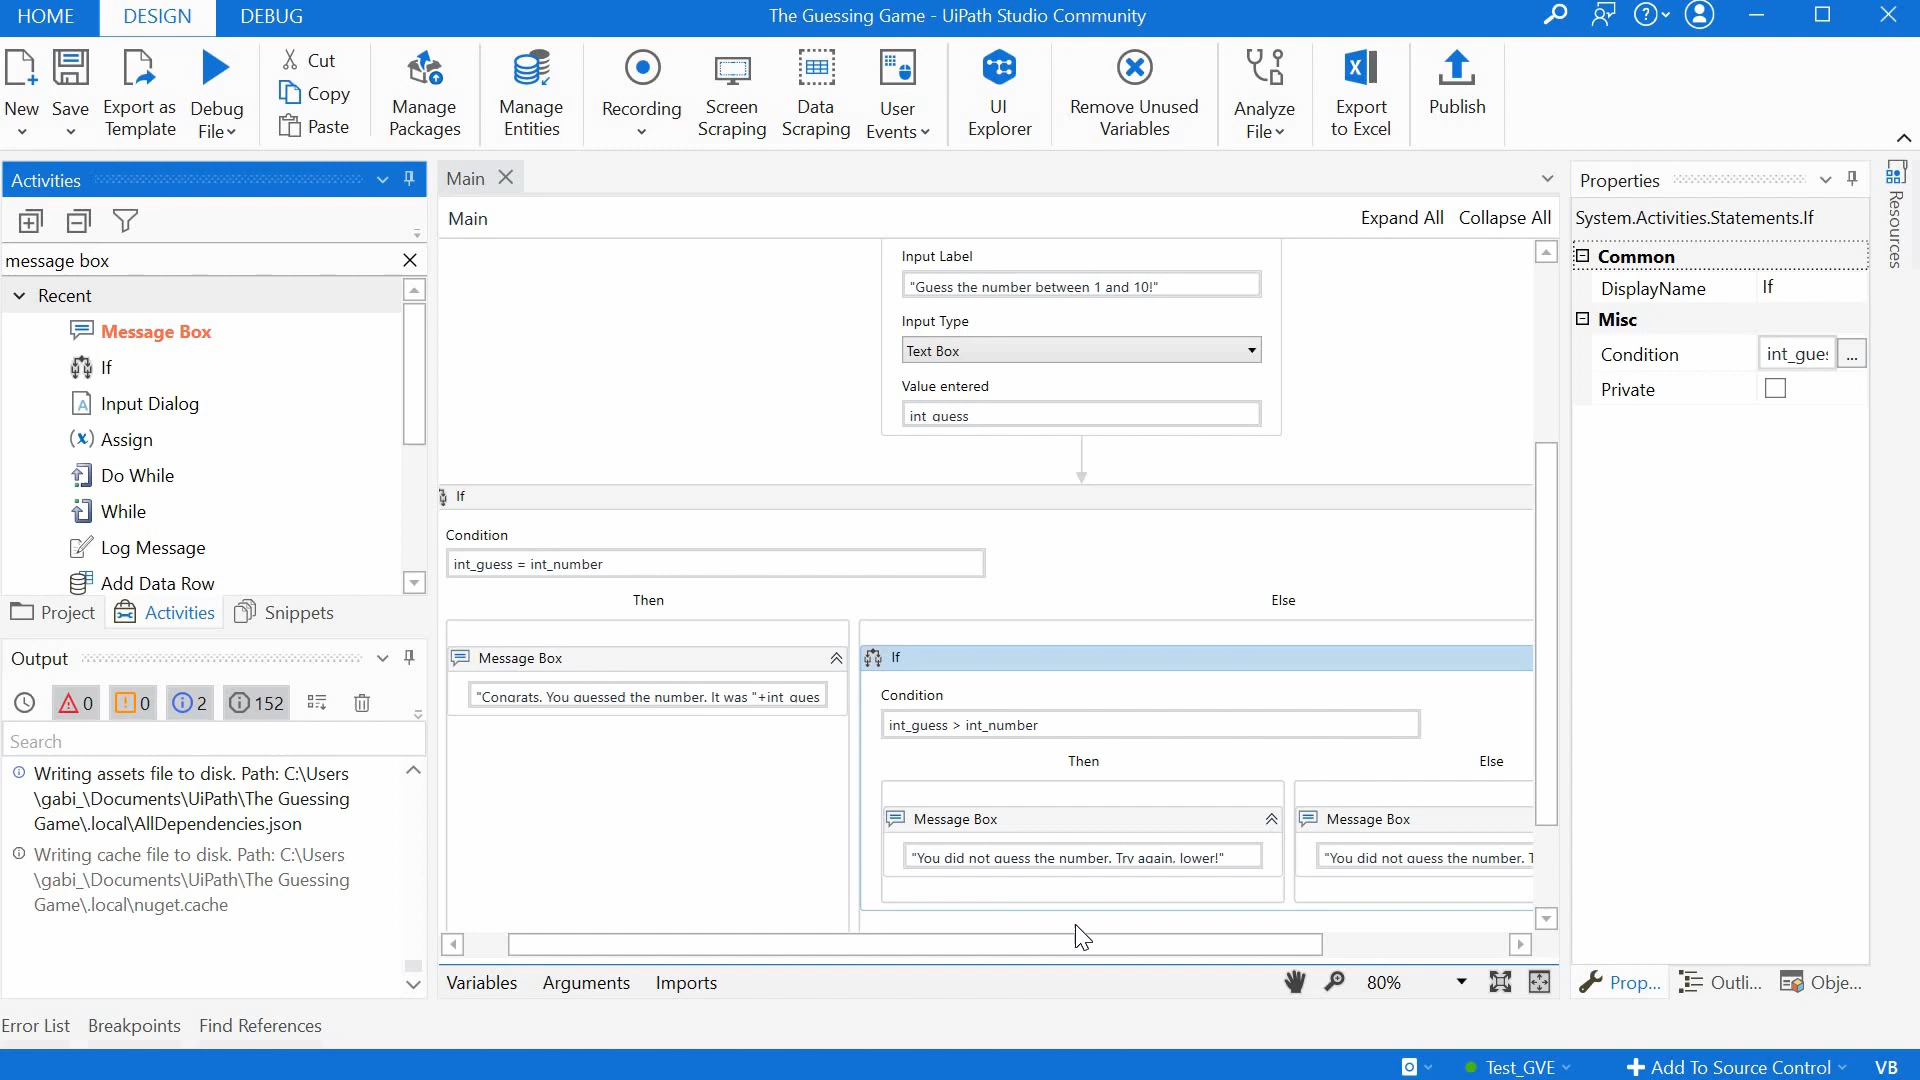 HOME
DESIGN
DEBUG
The Guessing Game - UiPath Studio Community
New
Save
Export as
Template
Debug
File
Cut
Copy
Paste
Manage
Packages
Manage
Entities
Recording
Screen
Scraping
Data
Scraping
User
Events
UI
Explorer
Remove Unused
Variables
Analyze
File
Export
to Excel
Publish
Activities
message box
Recent
Message Box
If
Input Dialog
Assign
Do While
While
Log Message
Add Data Row
Project
Activities
Snippets
Output
0
0
2
152
Search
Writing assets file to disk. Path: C:\Users
\gabi_\Documents\UiPath\The Guessing
Game\.local\AllDependencies.json
Writing cache file to disk. Path: C:\Users
\gabi_\Documents\UiPath\The Guessing
Game\.local\nuget.cache
Main
Main
Expand All
Collapse All
Input Label
"Guess the number between 1 and 10!"
Input Type
Text Box
Value entered
int_guess
If
Condition
int_guess = int_number
Then
Else
Message Box
"Congrats. You guessed the number. It was "+int_gues
If
Condition
int_guess > int_number
Then
Else
Message Box
"You did not guess the number. Try again, lower!"
Message Box
"You did not guess the number. T
Variables
Arguments
Imports
80%
Properties
System.Activities.Statements.If
Common
DisplayName
If
Misc
Condition
int_gues
...
Private
Prop...
Outli...
Obje...
Resources
Error List
Breakpoints
Find References
Test_GVE
Add To Source Control
VB